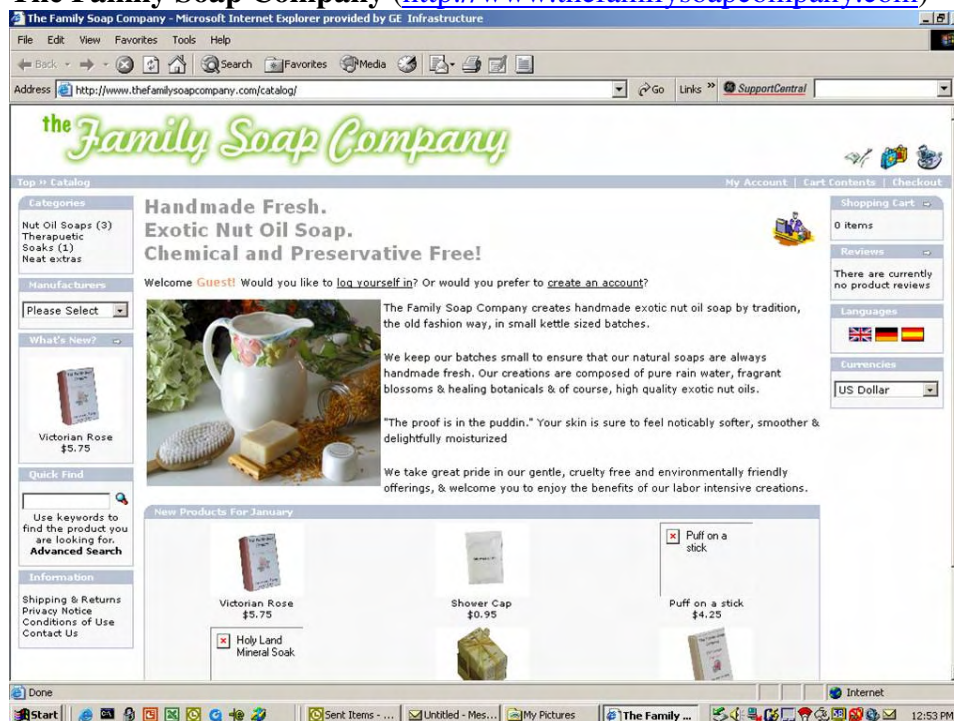 The Family Soap Company (http://www.thefamilysoapcompany.com)
The Family Soap Company - Microsoft Internet Explorer provided by GE Infrastructure
File Edit View Favorites Tools Help
Back Search Favorites Media
Address http://www.thefamilysoapcompany.com/catalog/ Go Links » SupportCentral
the Family Soap Company
Top » Catalog My Account | Cart Contents | Checkout
Categories
Nut Oil Soaps (3)
Therapuetic
Soaks (1)
Neat extras
Manufacturers
Please Select
What's New?
Victorian Rose
$5.75
Quick Find
Use keywords to
find the product you
are looking for.
Advanced Search
Information
Shipping & Returns
Privacy Notice
Conditions of Use
Contact Us
Handmade Fresh.
Exotic Nut Oil Soap.
Chemical and Preservative Free!
Welcome Guest! Would you like to log yourself in? Or would you prefer to create an account?
The Family Soap Company creates handmade exotic nut oil soap by tradition,
the old fashion way, in small kettle sized batches.
We keep our batches small to ensure that our natural soaps are always
handmade fresh. Our creations are composed of pure rain water, fragrant
blossoms & healing botanicals & of course, high quality exotic nut oils.
"The proof is in the puddin." Your skin is sure to feel noticably softer, smoother &
delightfully moisturized
We take great pride in our gentle, cruelty free and environmentally friendly
offerings, & welcome you to enjoy the benefits of our labor intensive creations.
New Products For January
Victorian Rose
$5.75
Shower Cap
$0.95
Puff on a
stick
Puff on a stick
$4.25
Holy Land
Mineral Soak
Shopping Cart
0 items
Reviews
There are currently
no product reviews
Languages
Currencies
US Dollar
Done Internet
Start Sent Items - ... Untitled - Mes... My Pictures The Family ... 12:53 PM